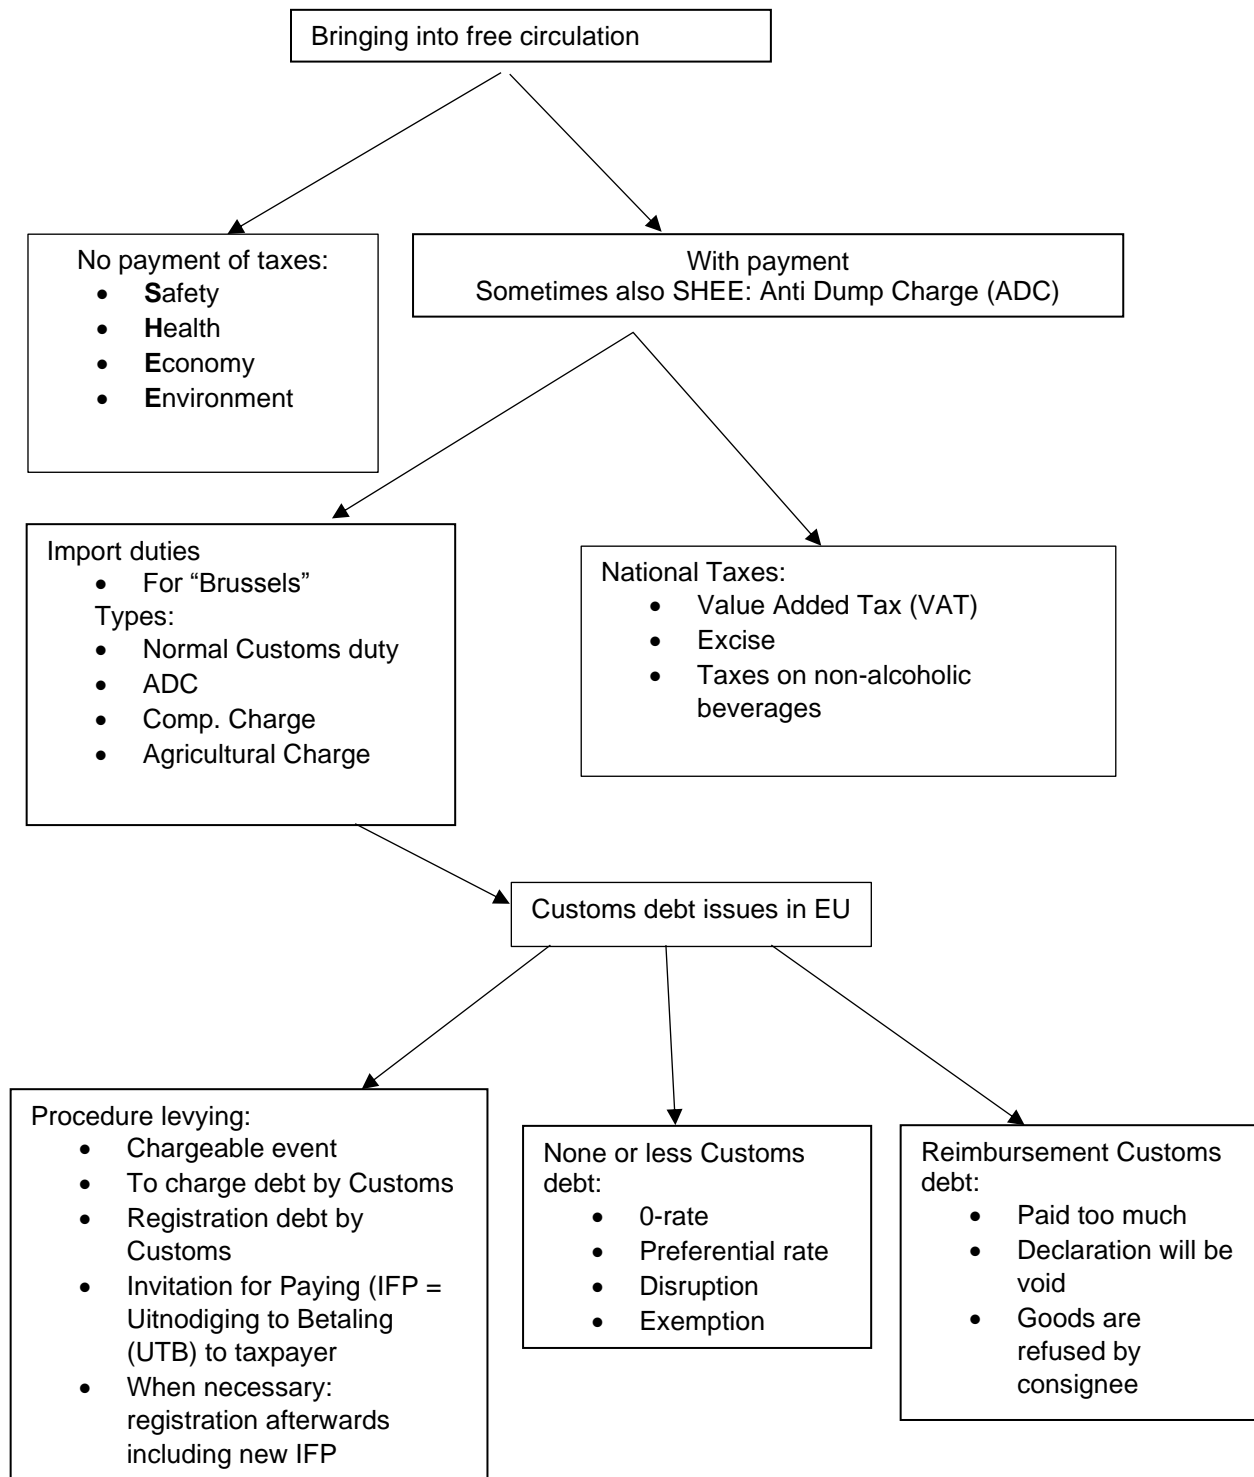 Bringing into free circulation
No payment of taxes:
• Safety
• Health
• Economy
• Environment
With payment
Sometimes also SHEE: Anti Dump Charge (ADC)
Import duties
• For “Brussels”
Types:
• Normal Customs duty
• ADC
• Comp. Charge
• Agricultural Charge
National Taxes:
• Value Added Tax (VAT)
• Excise
• Taxes on non-alcoholic
beverages
Customs debt issues in EU
Procedure levying:
• Chargeable event
• To charge debt by Customs
• Registration debt by
Customs
• Invitation for Paying (IFP =
Uitnodiging to Betaling
(UTB) to taxpayer
• When necessary:
registration afterwards
including new IFP
None or less Customs
debt:
• 0-rate
• Preferential rate
• Disruption
• Exemption
Reimbursement Customs
debt:
• Paid too much
• Declaration will be
void
• Goods are
refused by
consignee